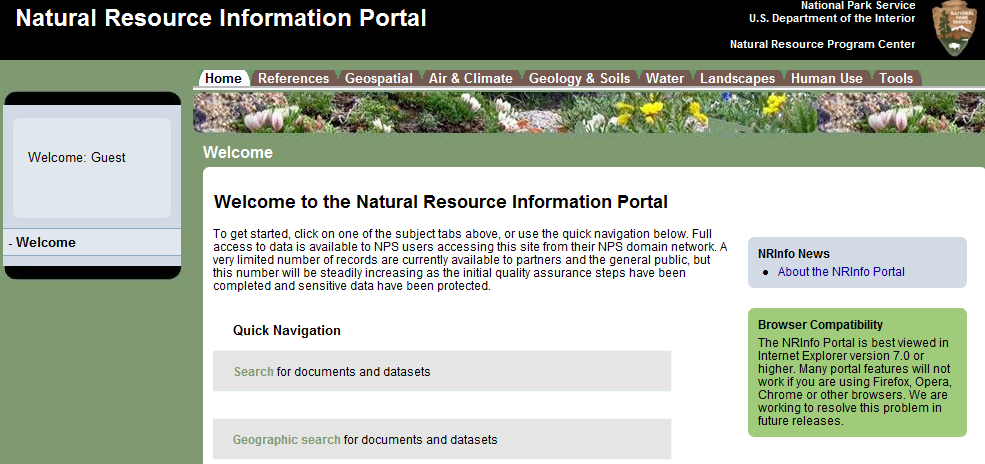 Natural Resource Information Portal
National Park Service
U.S. Department of the Interior
Natural Resource Program Center
NATIONAL
PARK
SERVICE
Home References Geospatial Air & Climate Geology & Soils Water Landscapes Human Use Tools
Welcome: Guest
- Welcome
Welcome
Welcome to the Natural Resource Information Portal
To get started, click on one of the subject tabs above, or use the quick navigation below. Full
access to data is available to NPS users accessing this site from their NPS domain network. A
very limited number of records are currently available to partners and the general public, but
this number will be steadily increasing as the initial quality assurance steps have been
completed and sensitive data have been protected.
Quick Navigation
Search for documents and datasets
Geographic search for documents and datasets
NRInfo News
• About the NRInfo Portal
Browser Compatibility
The NRInfo Portal is best viewed in
Internet Explorer version 7.0 or
higher. Many portal features will not
work if you are using Firefox, Opera,
Chrome or other browsers. We are
working to resolve this problem in
future releases.